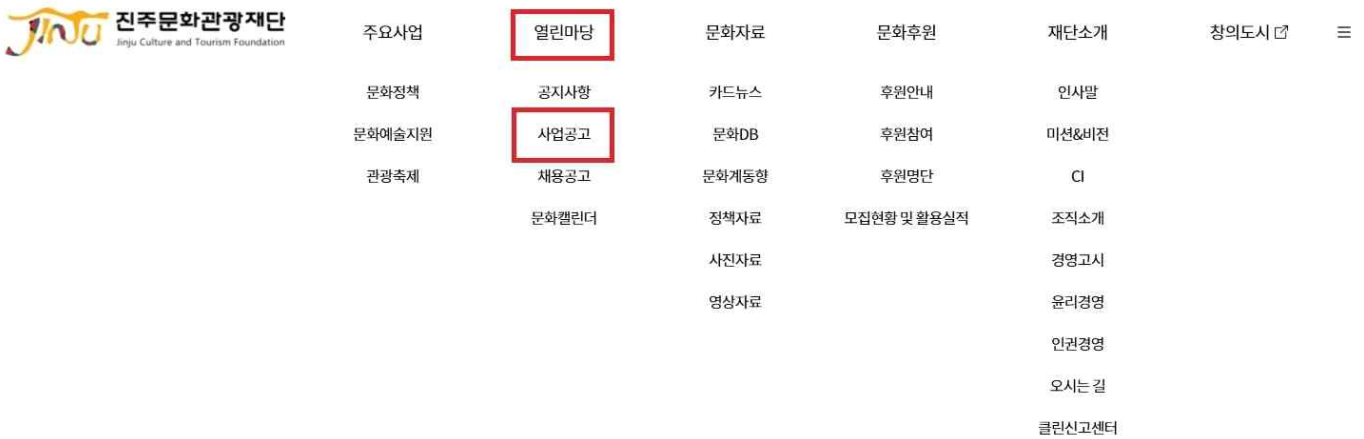 JINJU 진주문화관광재단
Jinju Culture and Tourism Foundation
주요사업 열린마당 문화자료 문화후원 재단소개 창의도시
문화정책 공지사항 카드뉴스 후원안내 인사말
문화예술지원 사업공고 문화DB 후원참여 미션&비전
관광축제 채용공고 문화계동향 후원명단 CI
문화캘린더 정책자료 모집현황 및 활용실적 조직소개
사진자료 경영고시
영상자료 윤리경영
인권경영
오시는 길
클린신고센터